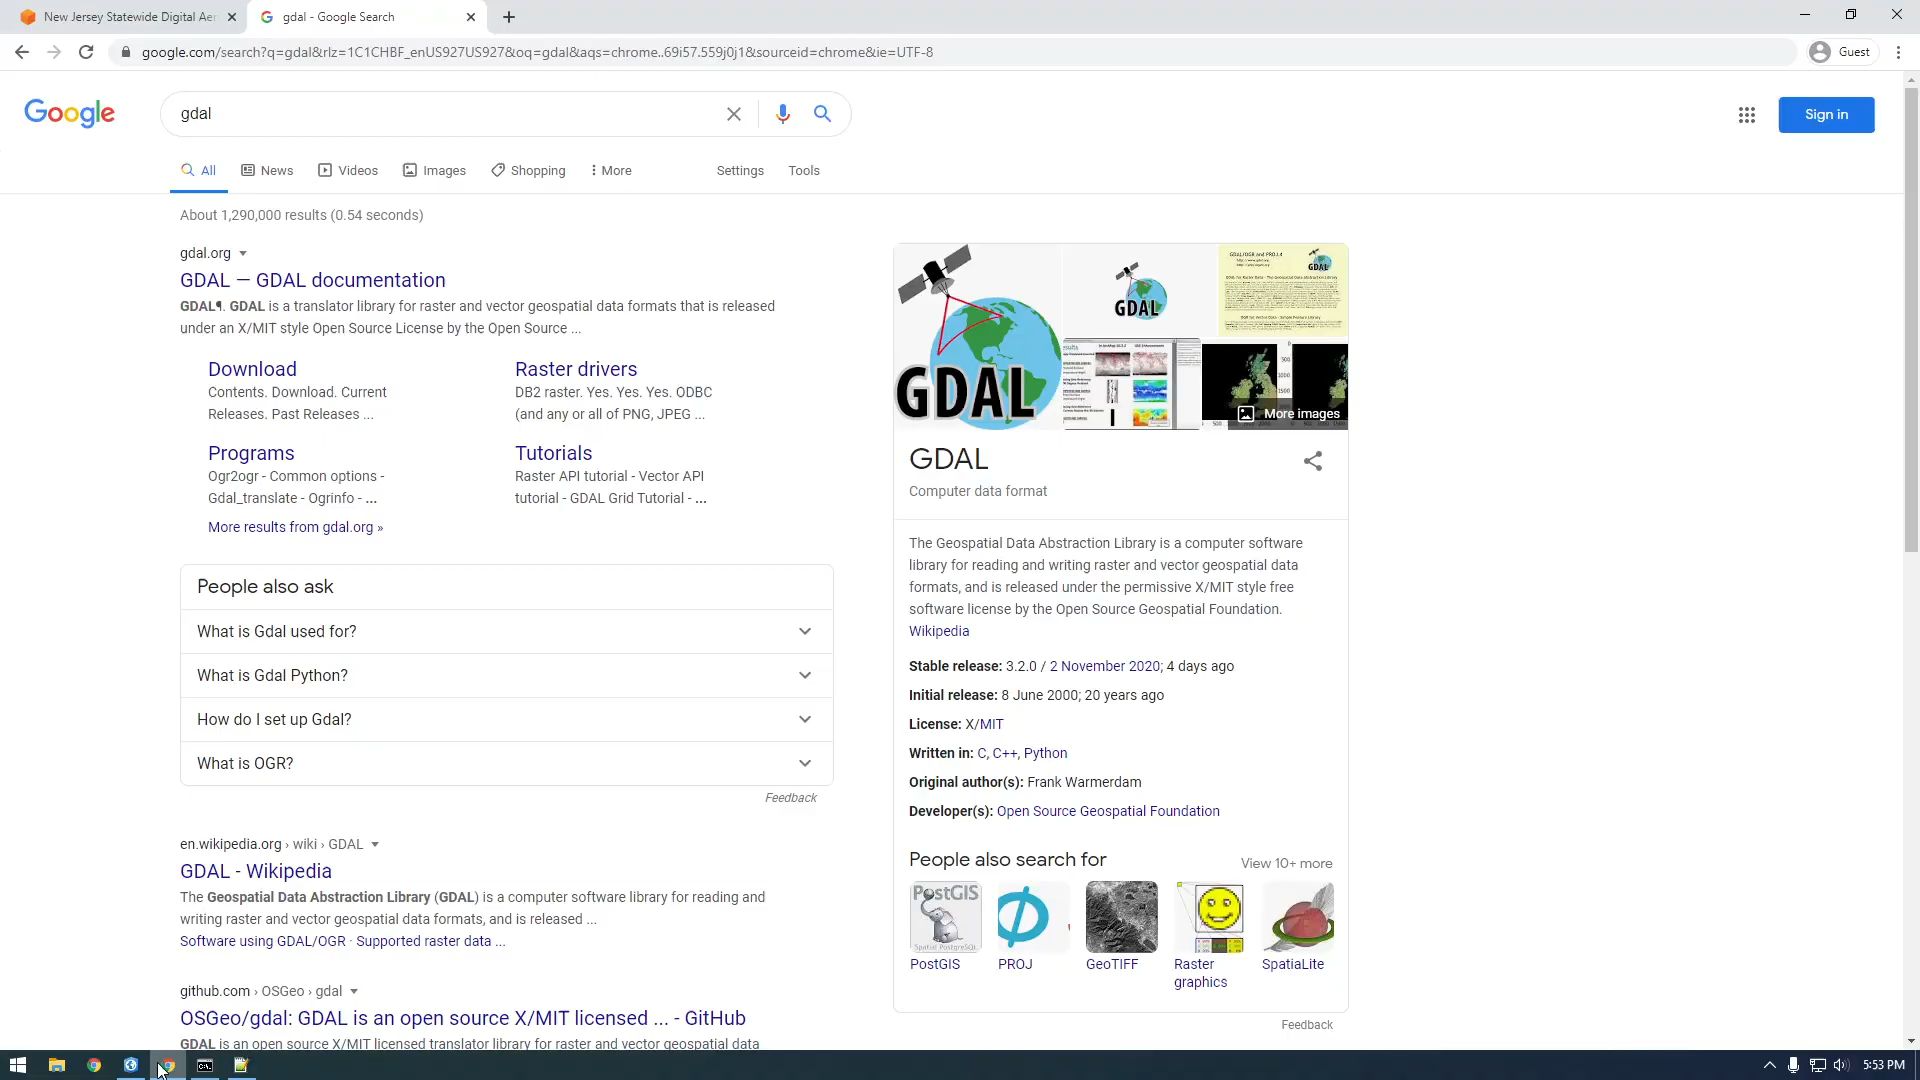 New Jersey Statewide Digital Aer
gdal - Google Search
google.com/search?q=gdal&rlz=1C1CHBF_enUS927US927&oq=gdal&aqs=chrome..69i57.559j0j1&sourceid=chrome&ie=UTF-8
Guest
Google
gdal
Sign in
All
News
Videos
Images
Shopping
More
Settings
Tools
About 1,290,000 results (0.54 seconds)
gdal.org
GDAL — GDAL documentation
GDAL¶. GDAL is a translator library for raster and vector geospatial data formats that is released
under an X/MIT style Open Source License by the Open Source ...
Download
Contents. Download. Current
Releases. Past Releases ...
Raster drivers
DB2 raster. Yes. Yes. Yes. ODBC
(and any or all of PNG, JPEG ...
Programs
Ogr2ogr - Common options -
Gdal_translate - Ogrinfo - ...
Tutorials
Raster API tutorial - Vector API
tutorial - GDAL Grid Tutorial - ...
More results from gdal.org »
People also ask
What is Gdal used for?
What is Gdal Python?
How do I set up Gdal?
What is OGR?
Feedback
en.wikipedia.org › wiki › GDAL
GDAL - Wikipedia
The Geospatial Data Abstraction Library (GDAL) is a computer software library for reading and
writing raster and vector geospatial data formats, and is released ...
Software using GDAL/OGR · Supported raster data ...
github.com › OSGeo › gdal
OSGeo/gdal: GDAL is an open source X/MIT licensed ... - GitHub
GDAL is an open source X/MIT licensed translator library for raster and vector geospatial data
GDAL
GDAL
GDAL/OGR and PROJ.4
More images
GDAL
Computer data format
The Geospatial Data Abstraction Library is a computer software
library for reading and writing raster and vector geospatial data
formats, and is released under the permissive X/MIT style free
software license by the Open Source Geospatial Foundation.
Wikipedia
Stable release: 3.2.0 / 2 November 2020; 4 days ago
Initial release: 8 June 2000; 20 years ago
License: X/MIT
Written in: C, C++, Python
Original author(s): Frank Warmerdam
Developer(s): Open Source Geospatial Foundation
People also search for
View 10+ more
PostGIS
Spatial PostgreSQL
PostGIS
PROJ
GeoTIFF
Raster
graphics
SpatiaLite
Feedback
5:53 PM